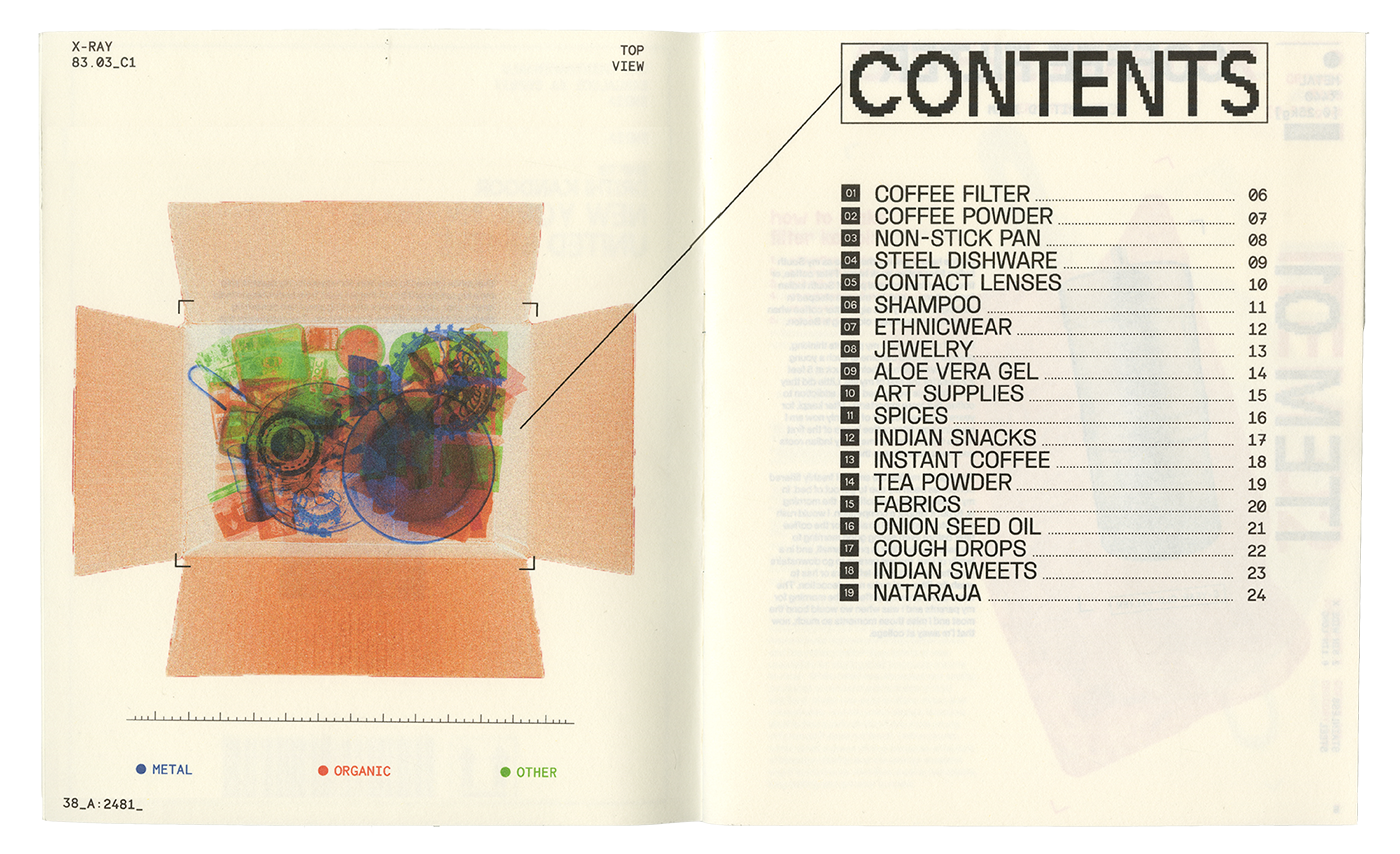 X-RAY
83.03_C1
TOP
VIEW
METAL
ORGANIC
OTHER
38_A:2481_
CONTENTS
01 COFFEE FILTER 06
02 COFFEE POWDER 07
03 NON-STICK PAN 08
04 STEEL DISHWARE 09
05 CONTACT LENSES 10
06 SHAMPOO 11
07 ETHNICWEAR 12
08 JEWELRY 13
09 ALOE VERA GEL 14
10 ART SUPPLIES 15
11 SPICES 16
12 INDIAN SNACKS 17
13 INSTANT COFFEE 18
14 TEA POWDER 19
15 FABRICS 20
16 ONION SEED OIL 21
17 COUGH DROPS 22
18 INDIAN SWEETS 23
19 NATARAJA 24